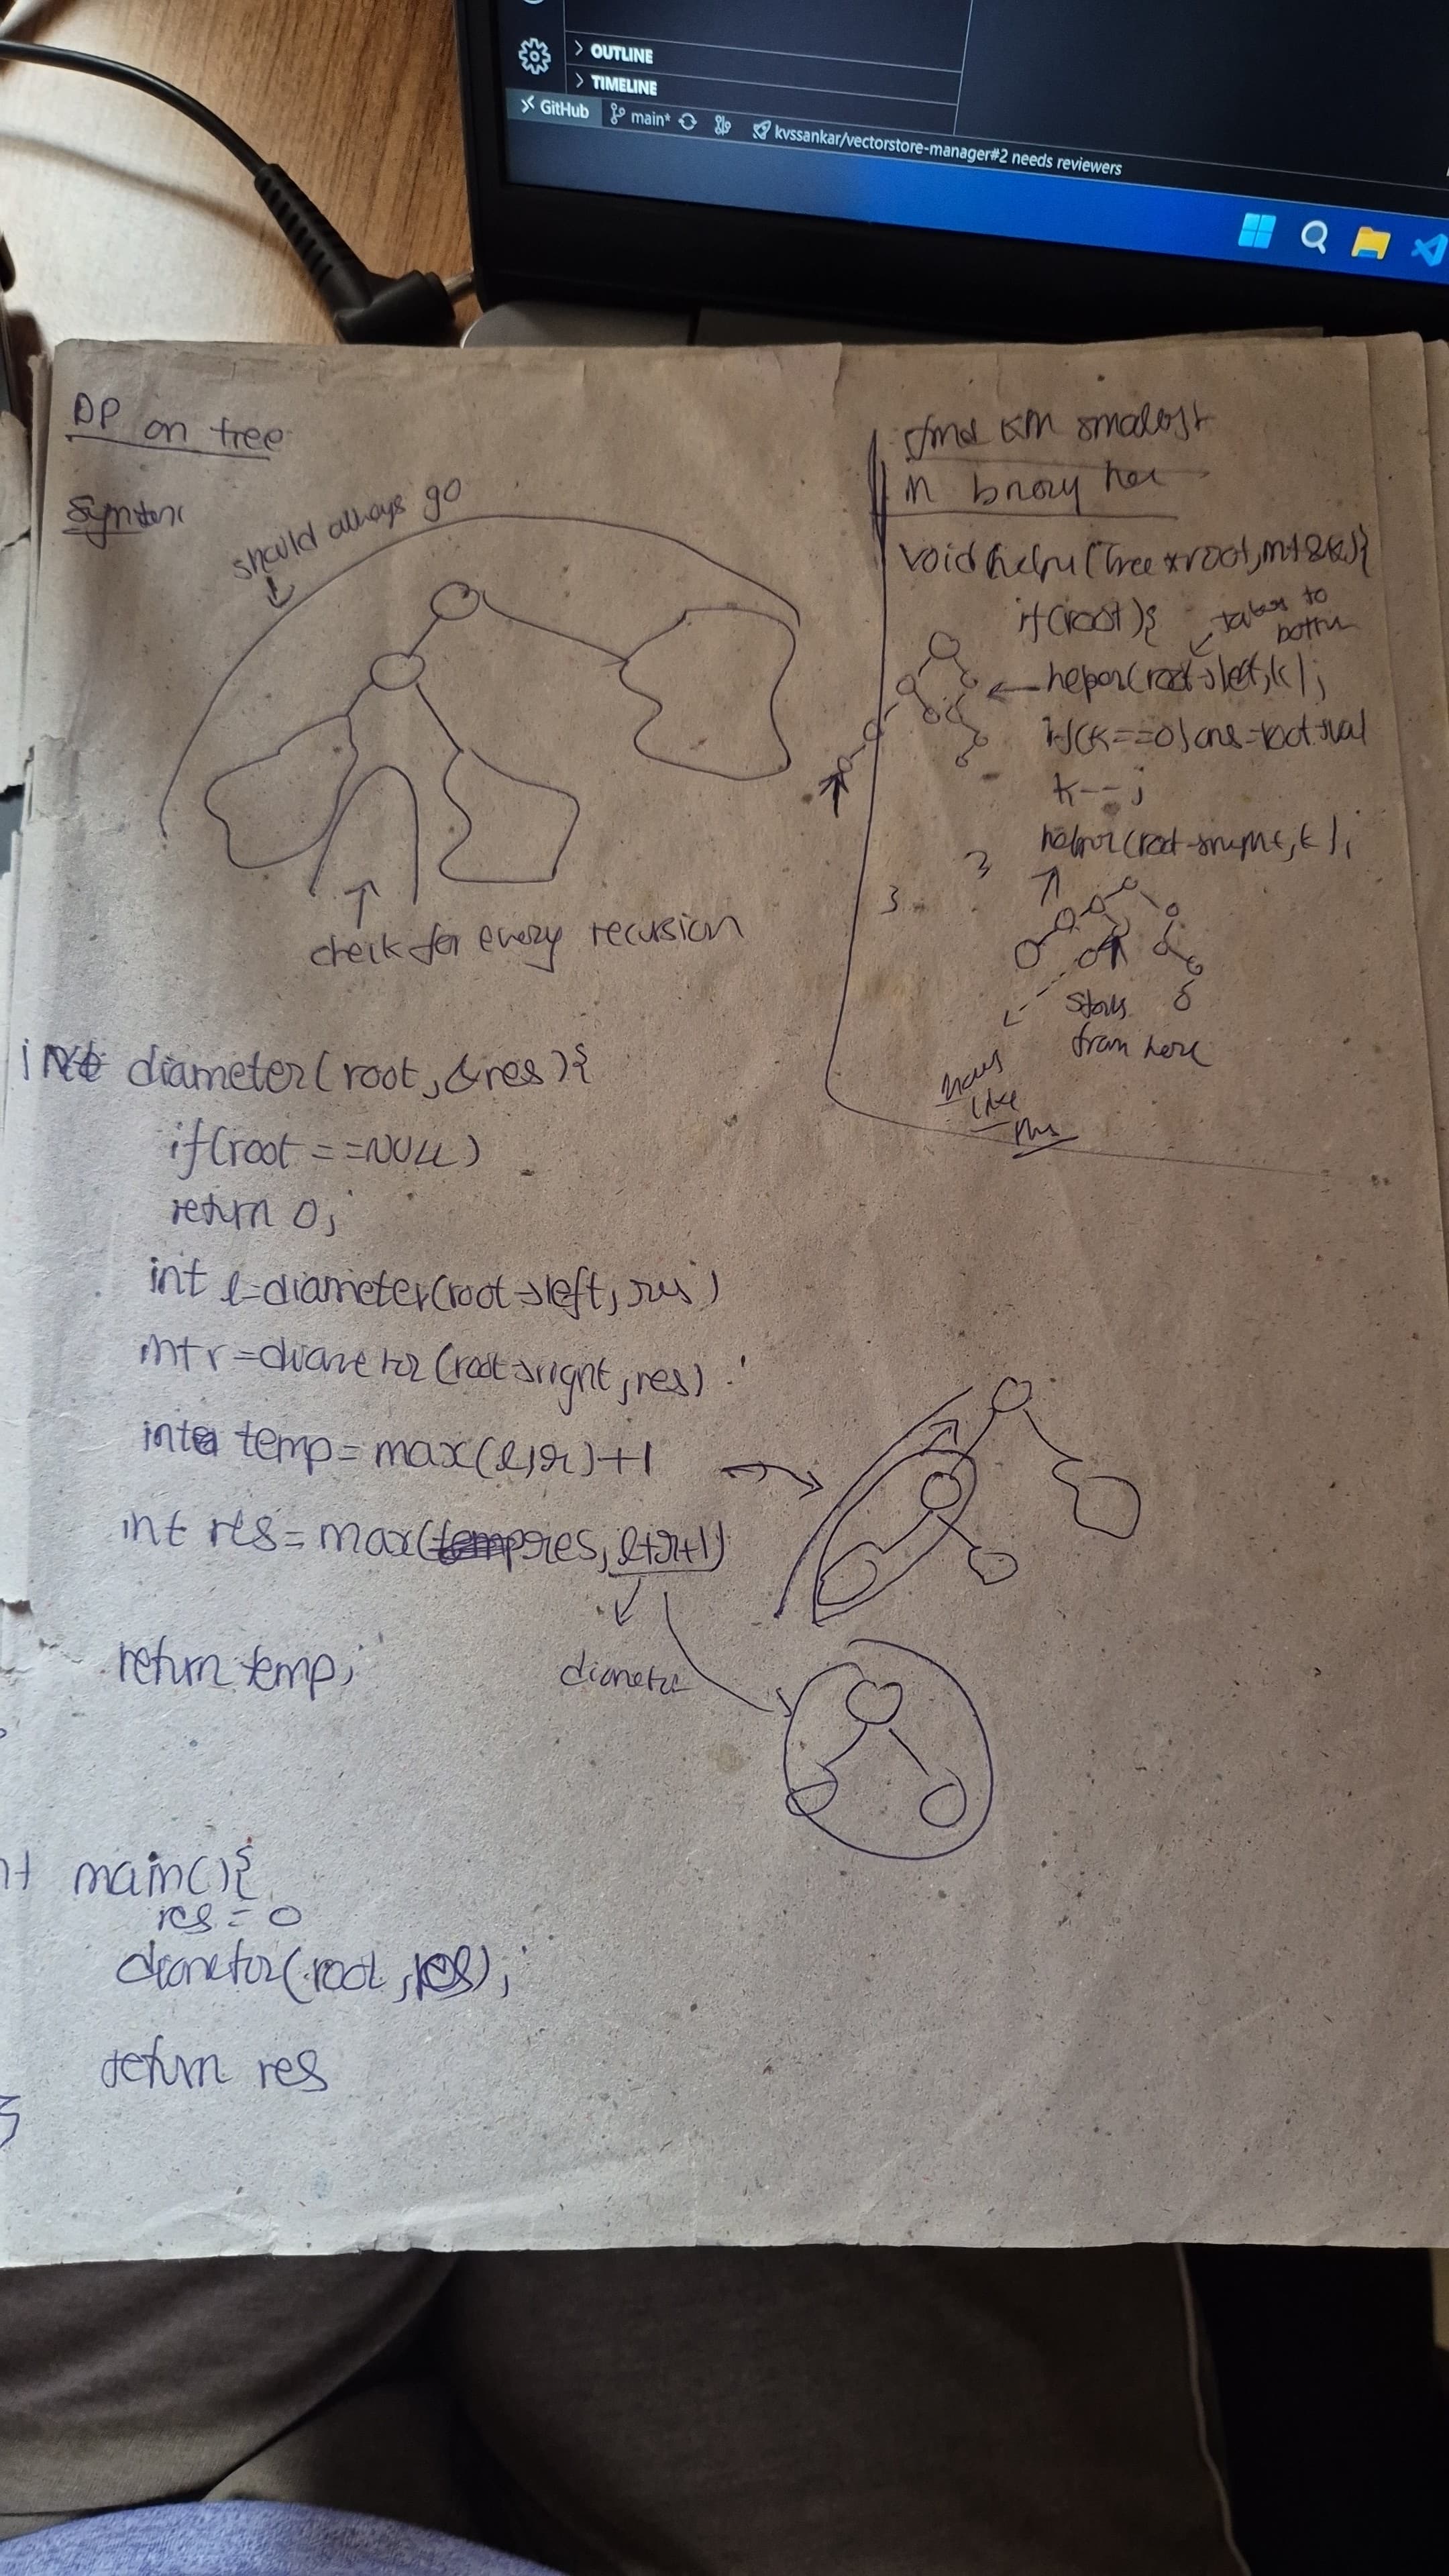 OUTLINE
TIMELINE
GitHub main* kvssankar/vectorstore-manager#2 needs reviewers
DP on tree
Syntax
should always go
check for every recursion
int diameter(root, &res){
if(root ==NULL)
return 0;
int l=diameter(root->left, res)
int r=diameter(root->right, res);
int temp=max(l,r)+1
int res=max(res, l+r+1)
diameter
return temp;
main(){
res = 0
diameter(root, res);
return res
}
find kth smallest
in binary tree
void helper(Tree *root, int &k){
if(root){
takes to
bottom
helper(root->left,k);
if(k==0)ans=root->val
k--;
helper(root->right,k);
}
}
starts
from here
like
this